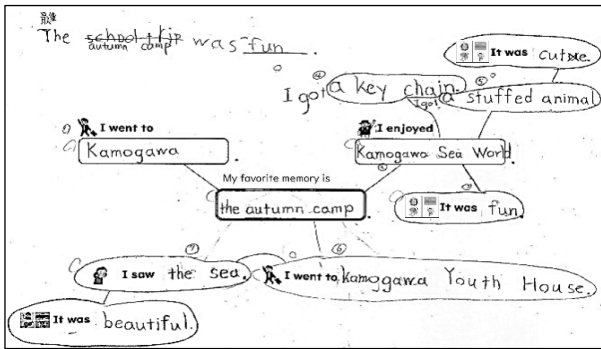 The school trip was fun.
autumn camp
It was cute.
I got a key chain.
I got a stuffed animal
I went to
Kamogawa.
I enjoyed
Kamogawa Sea World.
My favorite memory is
the autumn camp.
It was fun.
I saw the sea.
I went to Kamogawa Youth House.
It was beautiful.